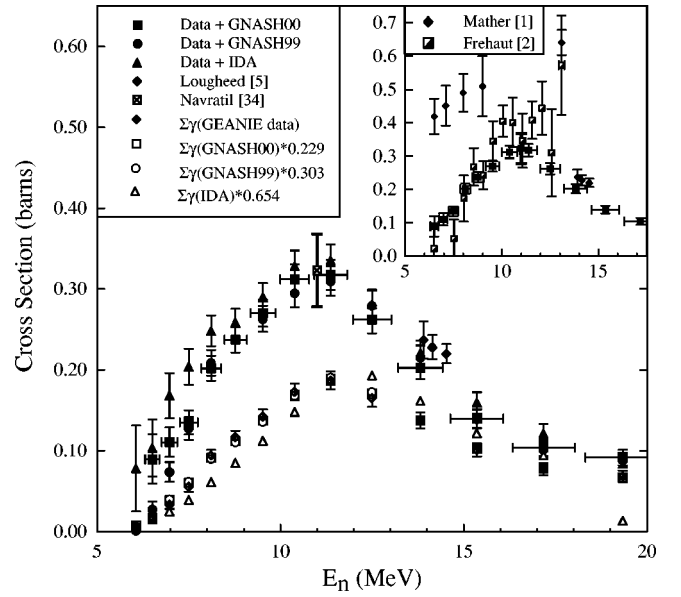 Data + GNASH00
Data + GNASH99
Data + IDA
Lougheed [5]
Navratil [34]
Σγ(GEANIE data)
Σγ(GNASH00)*0.229
Σγ(GNASH99)*0.303
Σγ(IDA)*0.654
Mather [1]
Frehaut [2]
0.7
0.6
0.5
0.4
0.3
0.2
0.1
0.0
5 10 15
0.60
0.50
0.40
0.30
0.20
0.10
0.00
Cross Section (barns)
5 10 15 20
En (MeV)